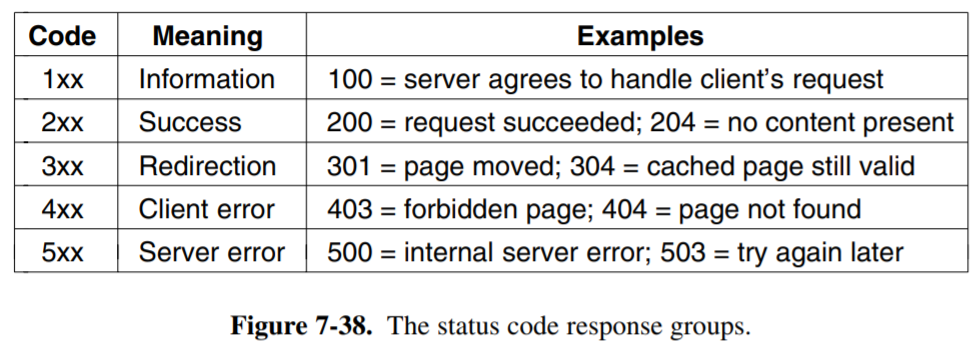 Code Meaning Examples
1xx Information 100 = server agrees to handle client's request
2xx Success 200 = request succeeded; 204 = no content present
3xx Redirection 301 = page moved; 304 = cached page still valid
4xx Client error 403 = forbidden page; 404 = page not found
5xx Server error 500 = internal server error; 503 = try again later
Figure 7-38. The status code response groups.